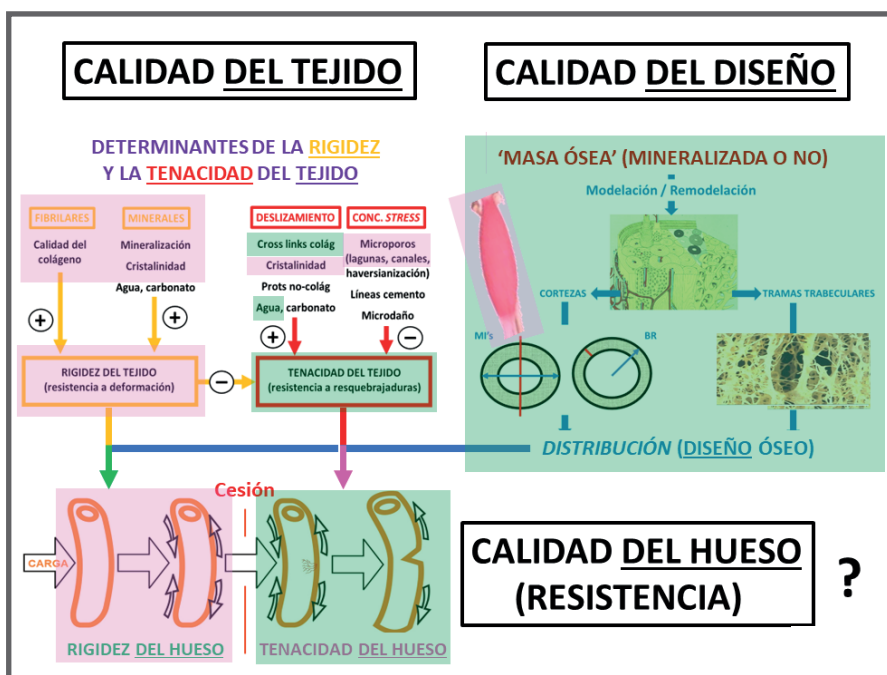 CALIDAD DEL TEJIDO
DETERMINANTES DE LA RIGIDEZ
Y LA TENACIDAD DEL TEJIDO
FIBRILARES
Calidad del
colágeno
MINERALES
Mineralización
Cristalinidad
Agua, carbonato
DESLIZAMIENTO
Cross links colág
Cristalinidad
Prots no-colág
Agua, carbonato
CONC. STRESS
Microporos
(lagunas, canales,
haversianización)
Líneas cemento
Microdaño
+
+
+
−
RIGIDEZ DEL TEJIDO
(resistencia a deformación)
−
TENACIDAD DEL TEJIDO
(resistencia a resquebrajaduras)
CALIDAD DEL DISEÑO
‘MASA ÓSEA’ (MINERALIZADA O NO)
Modelación / Remodelación
CORTEZAS
TRAMAS TRABECULARES
MI's
BR
DISTRIBUCIÓN (DISEÑO ÓSEO)
Cesión
CARGA
RIGIDEZ DEL HUESO
TENACIDAD DEL HUESO
CALIDAD DEL HUESO
(RESISTENCIA)
?